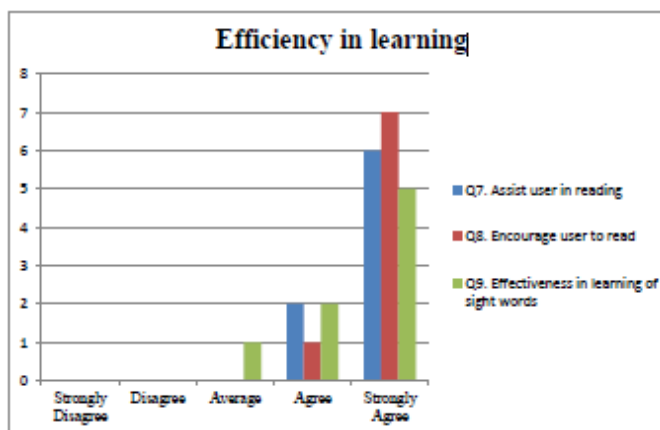 Efficiency in learning
8
7
6
5
4
3
2
1
0
Strongly
Disagree
Disagree
Average
Agree
Strongly
Agree
Q7. Assist user in reading
Q8. Encourage user to read
Q9. Effectiveness in learning of
sight words